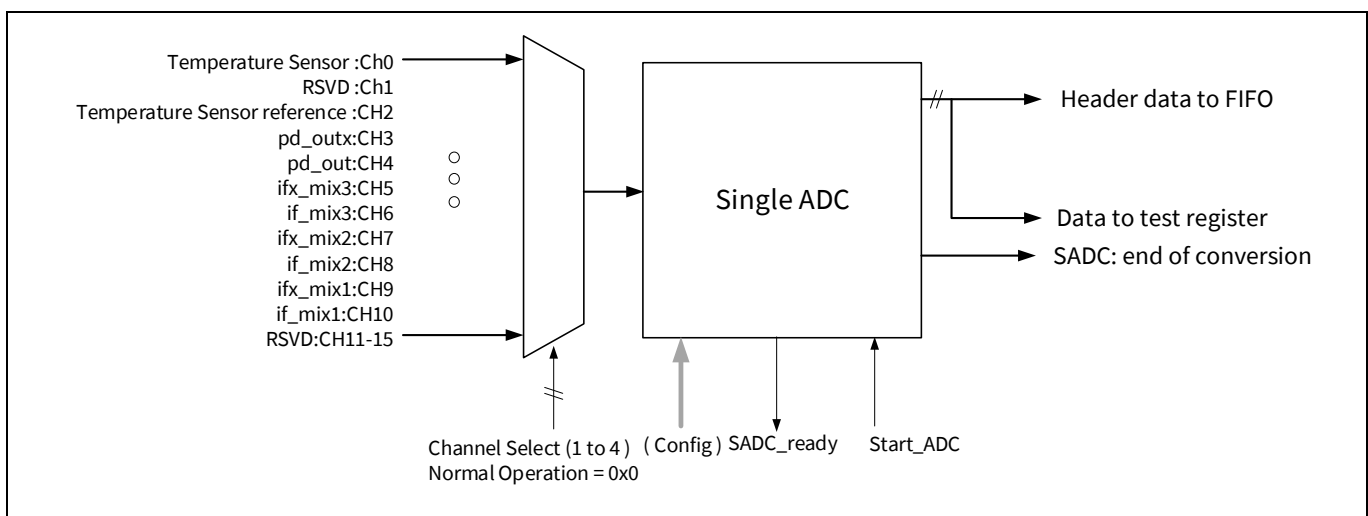 Temperature Sensor :Ch0
RSVD :Ch1
Temperature Sensor reference :CH2
pd_outx:CH3
pd_out:CH4
ifx_mix3:CH5
if_mix3:CH6
ifx_mix2:CH7
if_mix2:CH8
ifx_mix1:CH9
if_mix1:CH10
RSVD:CH11-15
Single ADC
Header data to FIFO
Data to test register
SADC: end of conversion
Channel Select (1 to 4 )
Normal Operation = 0x0
( Config )
SADC_ready
Start_ADC